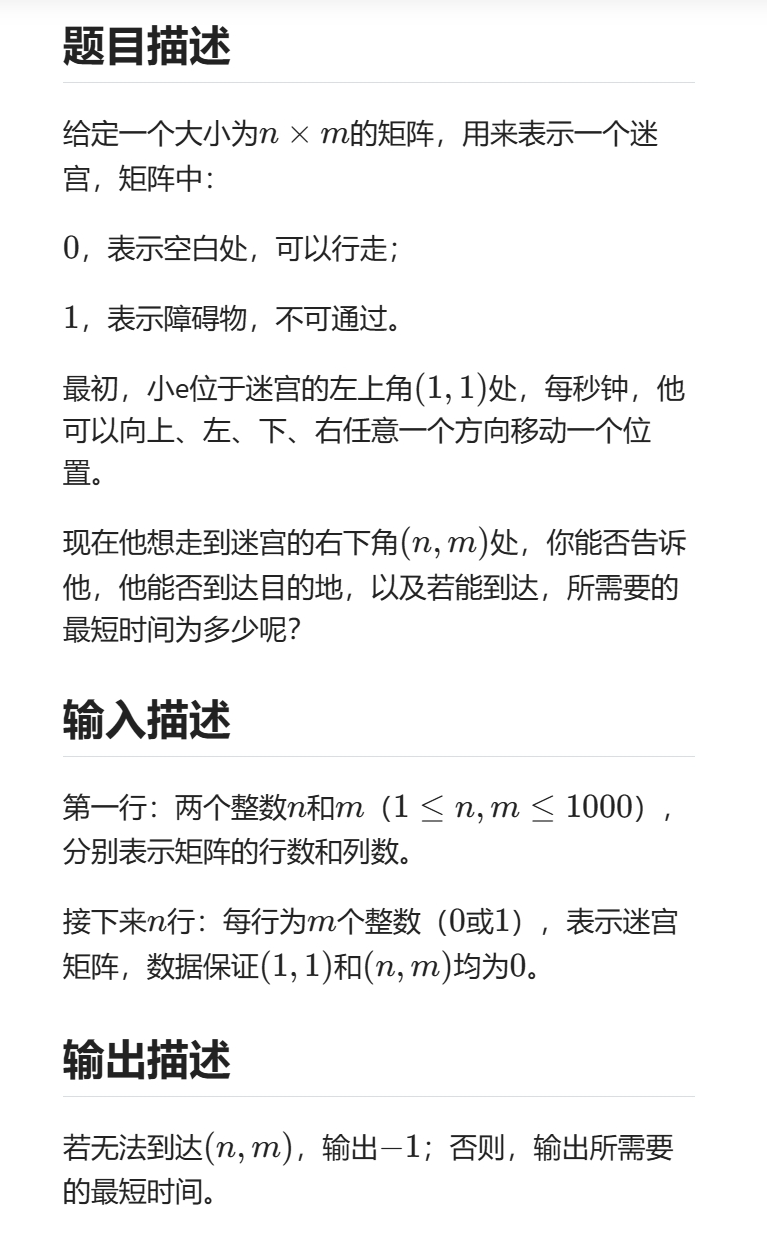 题目描述
给定一个大小为n × m的矩阵，用来表示一个迷
宫，矩阵中：
0，表示空白处，可以行走；
1，表示障碍物，不可通过。
最初，小e位于迷宫的左上角(1, 1)处，每秒钟，他
可以向上、左、下、右任意一个方向移动一个位
置。
现在他想走到迷宫的右下角(n, m)处，你能否告诉
他，他能否到达目的地，以及若能到达，所需要的
最短时间为多少呢？
输入描述
第一行：两个整数n和m（1 ≤ n, m ≤ 1000），
分别表示矩阵的行数和列数。
接下来n行：每行为m个整数（0或1），表示迷宫
矩阵，数据保证(1, 1)和(n, m)均为0。
输出描述
若无法到达(n, m)，输出−1；否则，输出所需要
的最短时间。